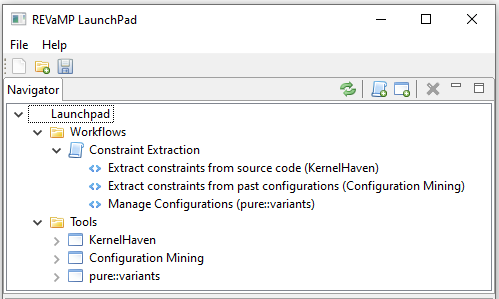 REVaMP LaunchPad
File Help
Navigator
Launchpad
Workflows
Constraint Extraction
Extract constraints from source code (KernelHaven)
Extract constraints from past configurations (Configuration Mining)
Manage Configurations (pure::variants)
Tools
KernelHaven
Configuration Mining
pure::variants